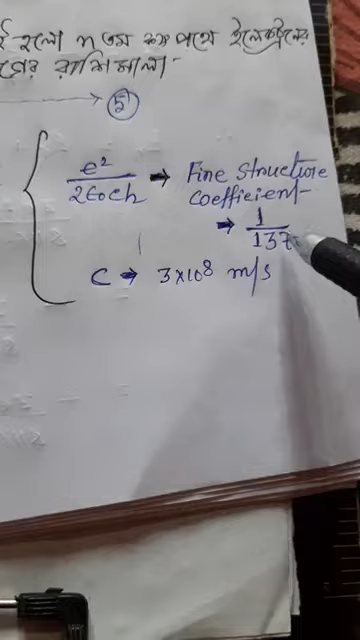 ই হলো n তম কক্ষপথে ইলেকট্রনের
রাশিমালা-
→ ⑤
e²/2ε₀ch → Fine structure
coefficient
→ 1/137
c → 3×10⁸ m/s